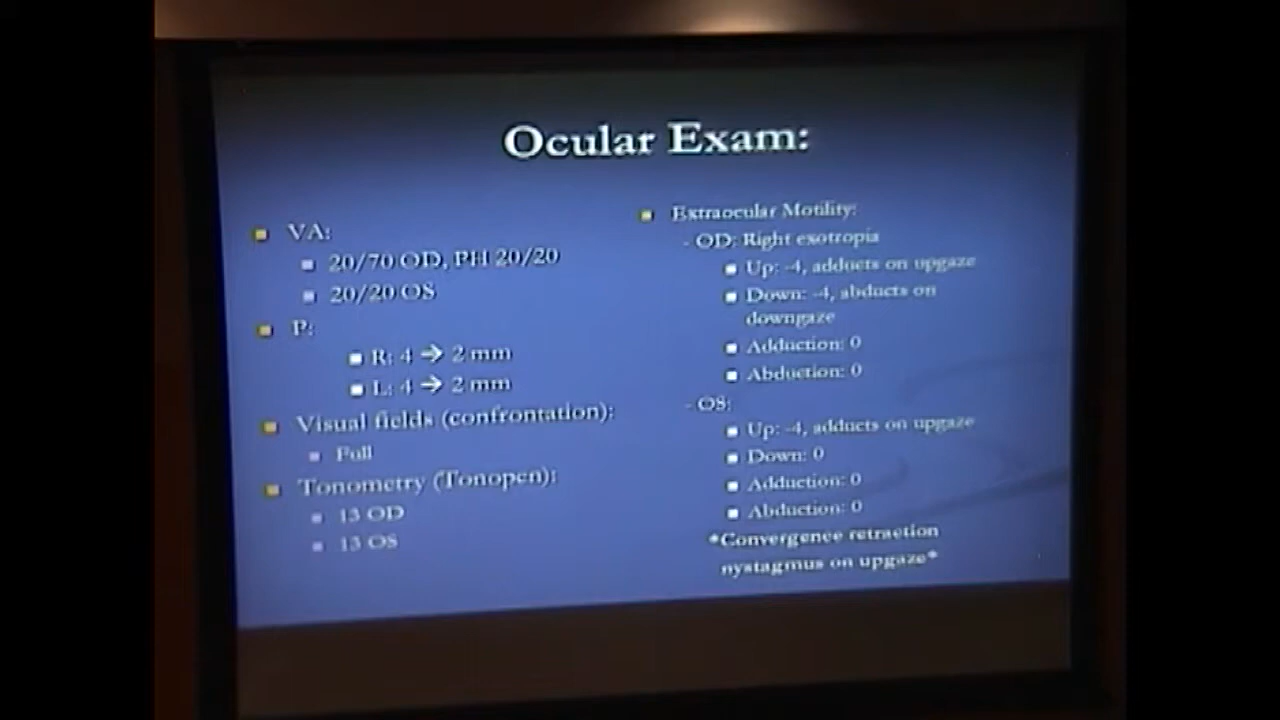 Ocular Exam:
VA:
20/70 OD, PH 20/20
20/20 OS
P:
R: 4 → 2 mm
L: 4 → 2 mm
Visual fields (confrontation):
Full
Tonometry (Tonopen):
13 OD
13 OS
Extraocular Motility:
- OD: Right exotropia
Up: -4, adducts on upgaze
Down: -4, abducts on
downgaze
Adduction: 0
Abduction: 0
- OS:
Up: -4, adducts on upgaze
Down: 0
Adduction: 0
Abduction: 0
*Convergence retraction
nystagmus on upgaze*